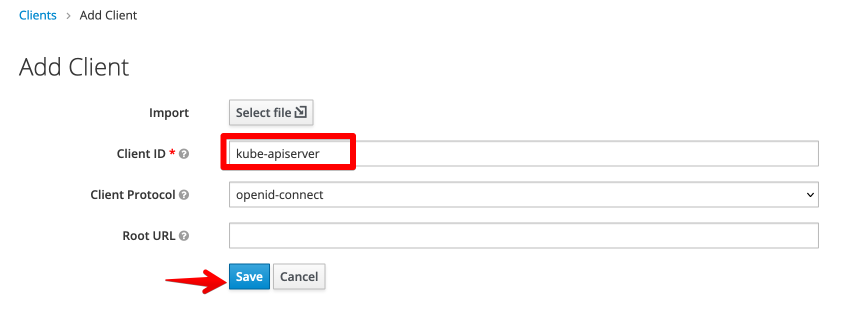 Clients > Add Client
Add Client
Import Select file
Client ID * kube-apiserver
Client Protocol openid-connect
Root URL
Save Cancel